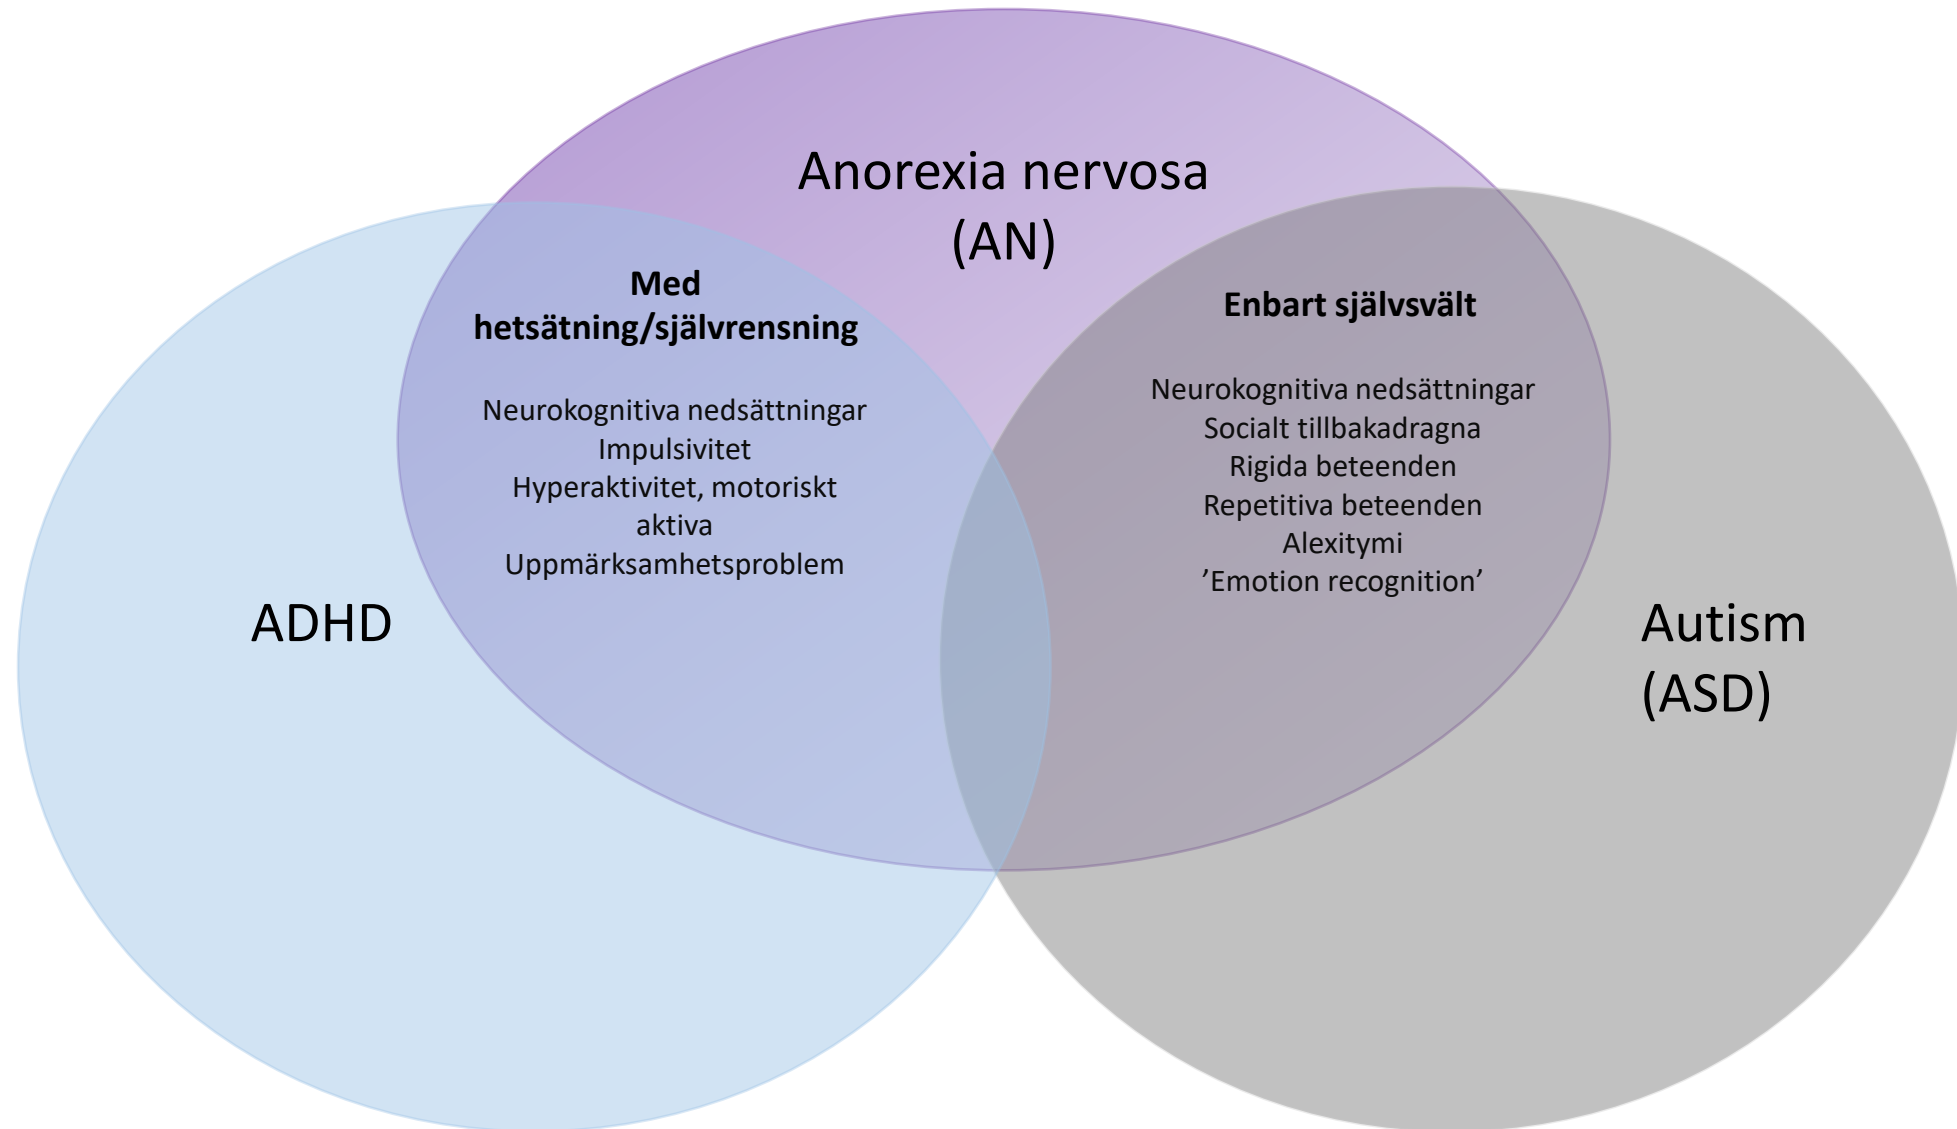 Anorexia nervosa
(AN)
Med
hetsätning/självrensning
Neurokognitiva nedsättningar
Impulsivitet
Hyperaktivitet, motoriskt
aktiva
Uppmärksamhetsproblem
Enbart självsvält
Neurokognitiva nedsättningar
Socialt tillbakadragna
Rigida beteenden
Repetitiva beteenden
Alexitymi
’Emotion recognition’
ADHD
Autism
(ASD)